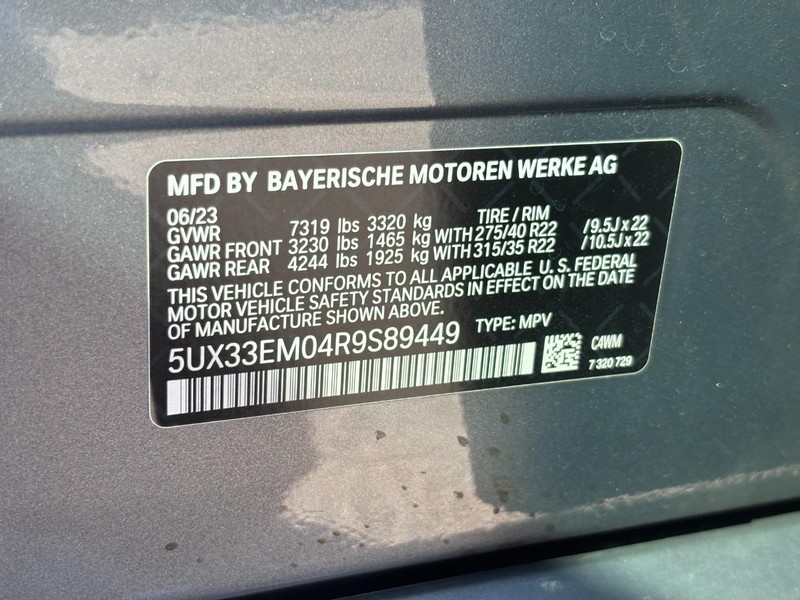 MFD BY BAYERISCHE MOTOREN WERKE AG
06/23 TIRE / RIM
GVWR 7319 lbs 3320 kg
GAWR FRONT 3230 lbs 1465 kg WITH 275/40 R22 /9.5J x 22
GAWR REAR 4244 lbs 1925 kg WITH 315/35 R22 /10.5J x 22
THIS VEHICLE CONFORMS TO ALL APPLICABLE U.S. FEDERAL
MOTOR VEHICLE SAFETY STANDARDS IN EFFECT ON THE DATE
OF MANUFACTURE SHOWN ABOVE.
5UX33EM04R9S89449 TYPE: MPV
C4WM
7 320 729